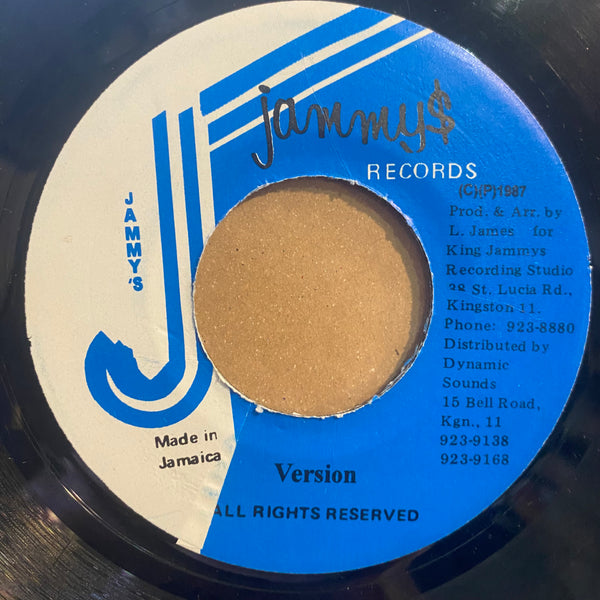 jammy$
RECORDS
JAMMY'S
(C)(P)1987
Prod. & Arr. by
L. James for
King Jammys
Recording Studio
38 St. Lucia Rd.,
Kingston 11.
Phone: 923-8880
Distributed by
Dynamic
Sounds
15 Bell Road,
Kgn., 11
923-9138
923-9168
Made in
Jamaica
Version
ALL RIGHTS RESERVED